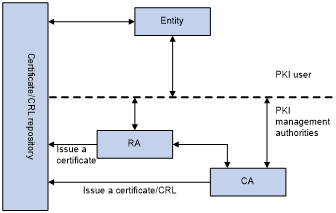 Certificate/CRL repository
Entity
PKI user
PKI
management
authorities
RA
Issue a
certificate
Issue a certificate/CRL
CA